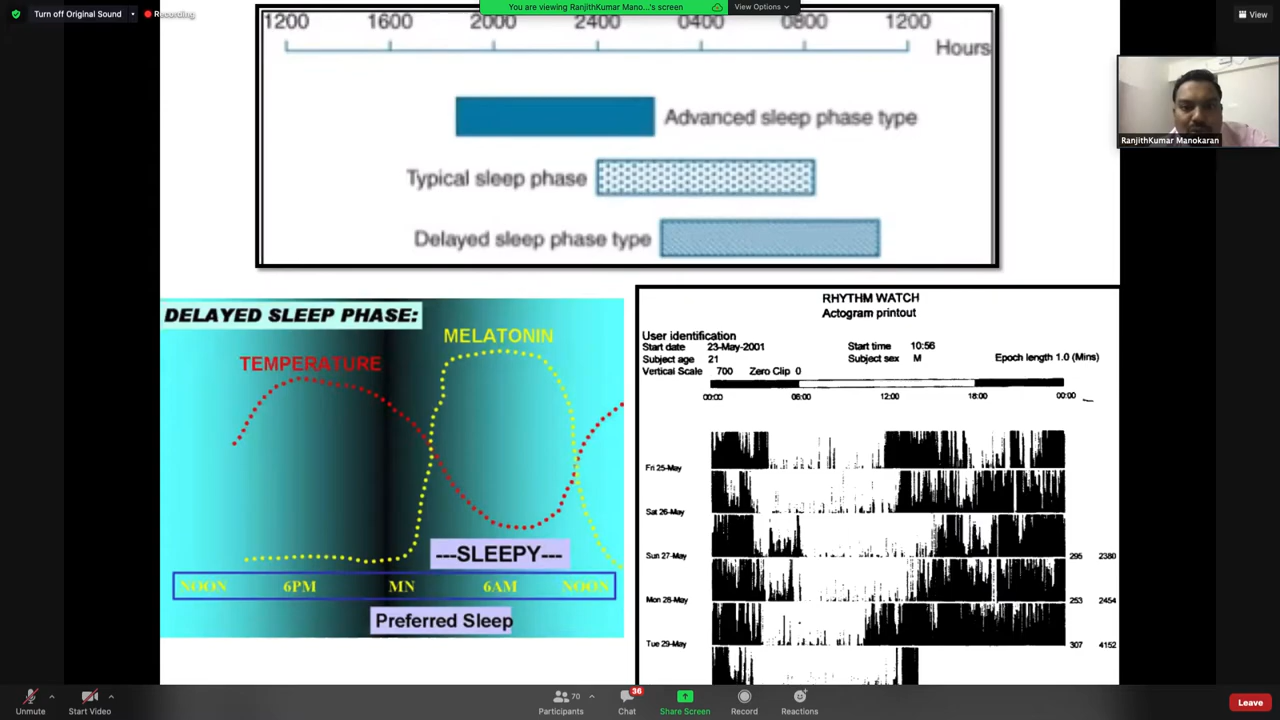 Turn off Original Sound
Recording
You are viewing RanjithKumar Mano...'s screen
View Options
View
1200 1600 2000 2400 0400 0800 1200
Hours
Advanced sleep phase type
Typical sleep phase
Delayed sleep phase type
RanjithKumar Manokaran
DELAYED SLEEP PHASE:
MELATONIN
TEMPERATURE
---SLEEPY---
NOON 6PM MN 6AM NOON
Preferred Sleep
RHYTHM WATCH
Actogram printout
User identification
Start date 23-May-2001 Start time 10:56
Subject age 21 Subject sex M Epoch length 1.0 (Mins)
Vertical Scale 700 Zero Clip 0
00:00 06:00 12:00 18:00 00:00
Fri 25-May
Sat 26-May
Sun 27-May 295 2380
Mon 28-May 253 2454
Tue 29-May 307 4152
Unmute
Start Video
Participants 70
Chat 36
Share Screen
Record
Reactions
Leave